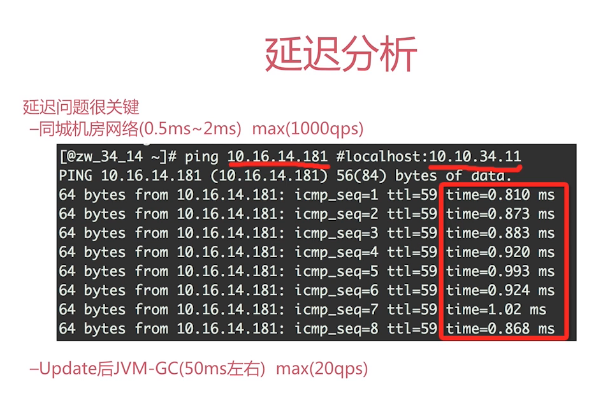 延迟分析
延迟问题很关键
–同城机房网络(0.5ms~2ms) max(1000qps)
[@zw_34_14 ~]# ping 10.16.14.181 #localhost:10.10.34.11
PING 10.16.14.181 (10.16.14.181) 56(84) bytes of data.
64 bytes from 10.16.14.181: icmp_seq=1 ttl=59 time=0.810 ms
64 bytes from 10.16.14.181: icmp_seq=2 ttl=59 time=0.873 ms
64 bytes from 10.16.14.181: icmp_seq=3 ttl=59 time=0.883 ms
64 bytes from 10.16.14.181: icmp_seq=4 ttl=59 time=0.920 ms
64 bytes from 10.16.14.181: icmp_seq=5 ttl=59 time=0.993 ms
64 bytes from 10.16.14.181: icmp_seq=6 ttl=59 time=0.924 ms
64 bytes from 10.16.14.181: icmp_seq=7 ttl=59 time=1.02 ms
64 bytes from 10.16.14.181: icmp_seq=8 ttl=59 time=0.868 ms
–Update后JVM-GC(50ms左右) max(20qps)